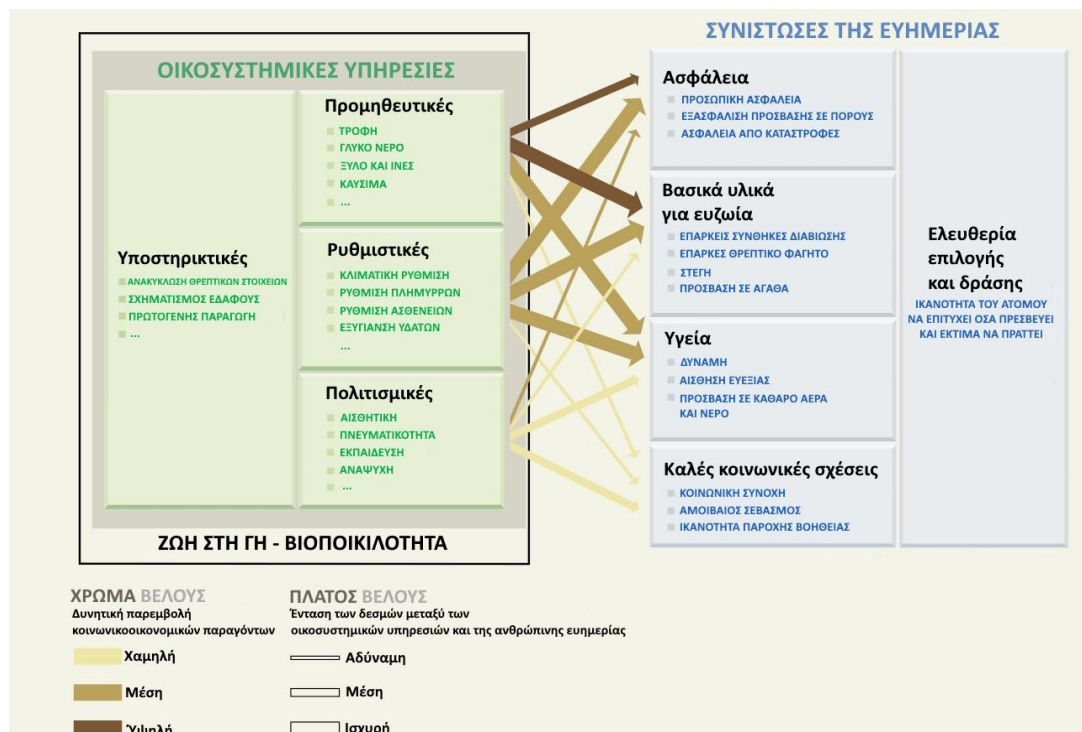 ΣΥΝΙΣΤΩΣΕΣ ΤΗΣ ΕΥΗΜΕΡΙΑΣ
ΟΙΚΟΣΥΣΤΗΜΙΚΕΣ ΥΠΗΡΕΣΙΕΣ
Υποστηρικτικές
ΑΝΑΚΥΚΛΩΣΗ ΘΡΕΠΤΙΚΩΝ ΣΤΟΙΧΕΙΩΝ
ΣΧΗΜΑΤΙΣΜΟΣ ΕΔΑΦΟΥΣ
ΠΡΩΤΟΓΕΝΗΣ ΠΑΡΑΓΩΓΗ
...
Προμηθευτικές
ΤΡΟΦΗ
ΓΛΥΚΟ ΝΕΡΟ
ΞΥΛΟ ΚΑΙ ΙΝΕΣ
ΚΑΥΣΙΜΑ
...
Ρυθμιστικές
ΚΛΙΜΑΤΙΚΗ ΡΥΘΜΙΣΗ
ΡΥΘΜΙΣΗ ΠΛΗΜΥΡΡΩΝ
ΡΥΘΜΙΣΗ ΑΣΘΕΝΕΙΩΝ
ΕΞΥΓΙΑΝΣΗ ΥΔΑΤΩΝ
...
Πολιτισμικές
ΑΙΣΘΗΤΙΚΗ
ΠΝΕΥΜΑΤΙΚΟΤΗΤΑ
ΕΚΠΑΙΔΕΥΣΗ
ΑΝΑΨΥΧΗ
...
ΖΩΗ ΣΤΗ ΓΗ - ΒΙΟΠΟΙΚΙΛΟΤΗΤΑ
Ασφάλεια
ΠΡΟΣΩΠΙΚΗ ΑΣΦΑΛΕΙΑ
ΕΞΑΣΦΑΛΙΣΗ ΠΡΟΣΒΑΣΗΣ ΣΕ ΠΟΡΟΥΣ
ΑΣΦΑΛΕΙΑ ΑΠΟ ΚΑΤΑΣΤΡΟΦΕΣ
Βασικά υλικά
για ευζωία
ΕΠΑΡΚΕΙΣ ΣΥΝΘΗΚΕΣ ΔΙΑΒΙΩΣΗΣ
ΕΠΑΡΚΕΣ ΘΡΕΠΤΙΚΟ ΦΑΓΗΤΟ
ΣΤΕΓΗ
ΠΡΟΣΒΑΣΗ ΣΕ ΑΓΑΘΑ
Υγεία
ΔΥΝΑΜΗ
ΑΙΣΘΗΣΗ ΕΥΕΞΙΑΣ
ΠΡΟΣΒΑΣΗ ΣΕ ΚΑΘΑΡΟ ΑΕΡΑ
ΚΑΙ ΝΕΡΟ
Καλές κοινωνικές σχέσεις
ΚΟΙΝΩΝΙΚΗ ΣΥΝΟΧΗ
ΑΜΟΙΒΑΙΟΣ ΣΕΒΑΣΜΟΣ
ΙΚΑΝΟΤΗΤΑ ΠΑΡΟΧΗΣ ΒΟΗΘΕΙΑΣ
Ελευθερία
επιλογής
και δράσης
ΙΚΑΝΟΤΗΤΑ ΤΟΥ ΑΤΟΜΟΥ
ΝΑ ΕΠΙΤΥΧΕΙ ΟΣΑ ΠΡΕΣΒΕΥΕΙ
ΚΑΙ ΕΚΤΙΜΑ ΝΑ ΠΡΑΤΤΕΙ
ΧΡΩΜΑ ΒΕΛΟΥΣ
Δυνητική παρεμβολή
κοινωνικοοικονομικών παραγόντων
Χαμηλή
Μέση
Ύψηλή
ΠΛΑΤΟΣ ΒΕΛΟΥΣ
Ένταση των δεσμών μεταξύ των
οικοσυστημικών υπηρεσιών και της ανθρώπινης ευημερίας
Αδύναμη
Μέση
Ισχυρή